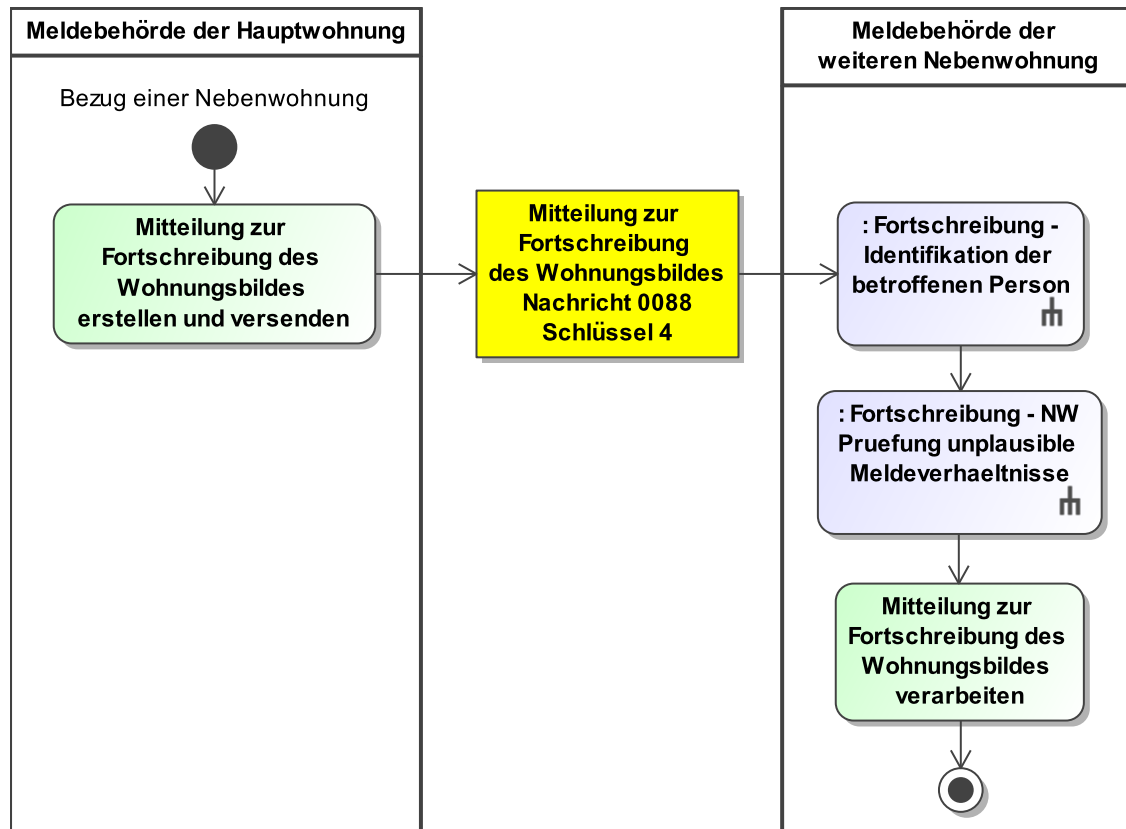 Meldebehörde der Hauptwohnung
Bezug einer Nebenwohnung
Mitteilung zur
Fortschreibung des
Wohnungsbildes
erstellen und versenden
Mitteilung zur
Fortschreibung
des Wohnungsbildes
Nachricht 0088
Schlüssel 4
Meldebehörde der
weiteren Nebenwohnung
: Fortschreibung -
Identifikation der
betroffenen Person
: Fortschreibung - NW
Pruefung unplausible
Meldeverhaeltnisse
Mitteilung zur
Fortschreibung des
Wohnungsbildes
verarbeiten